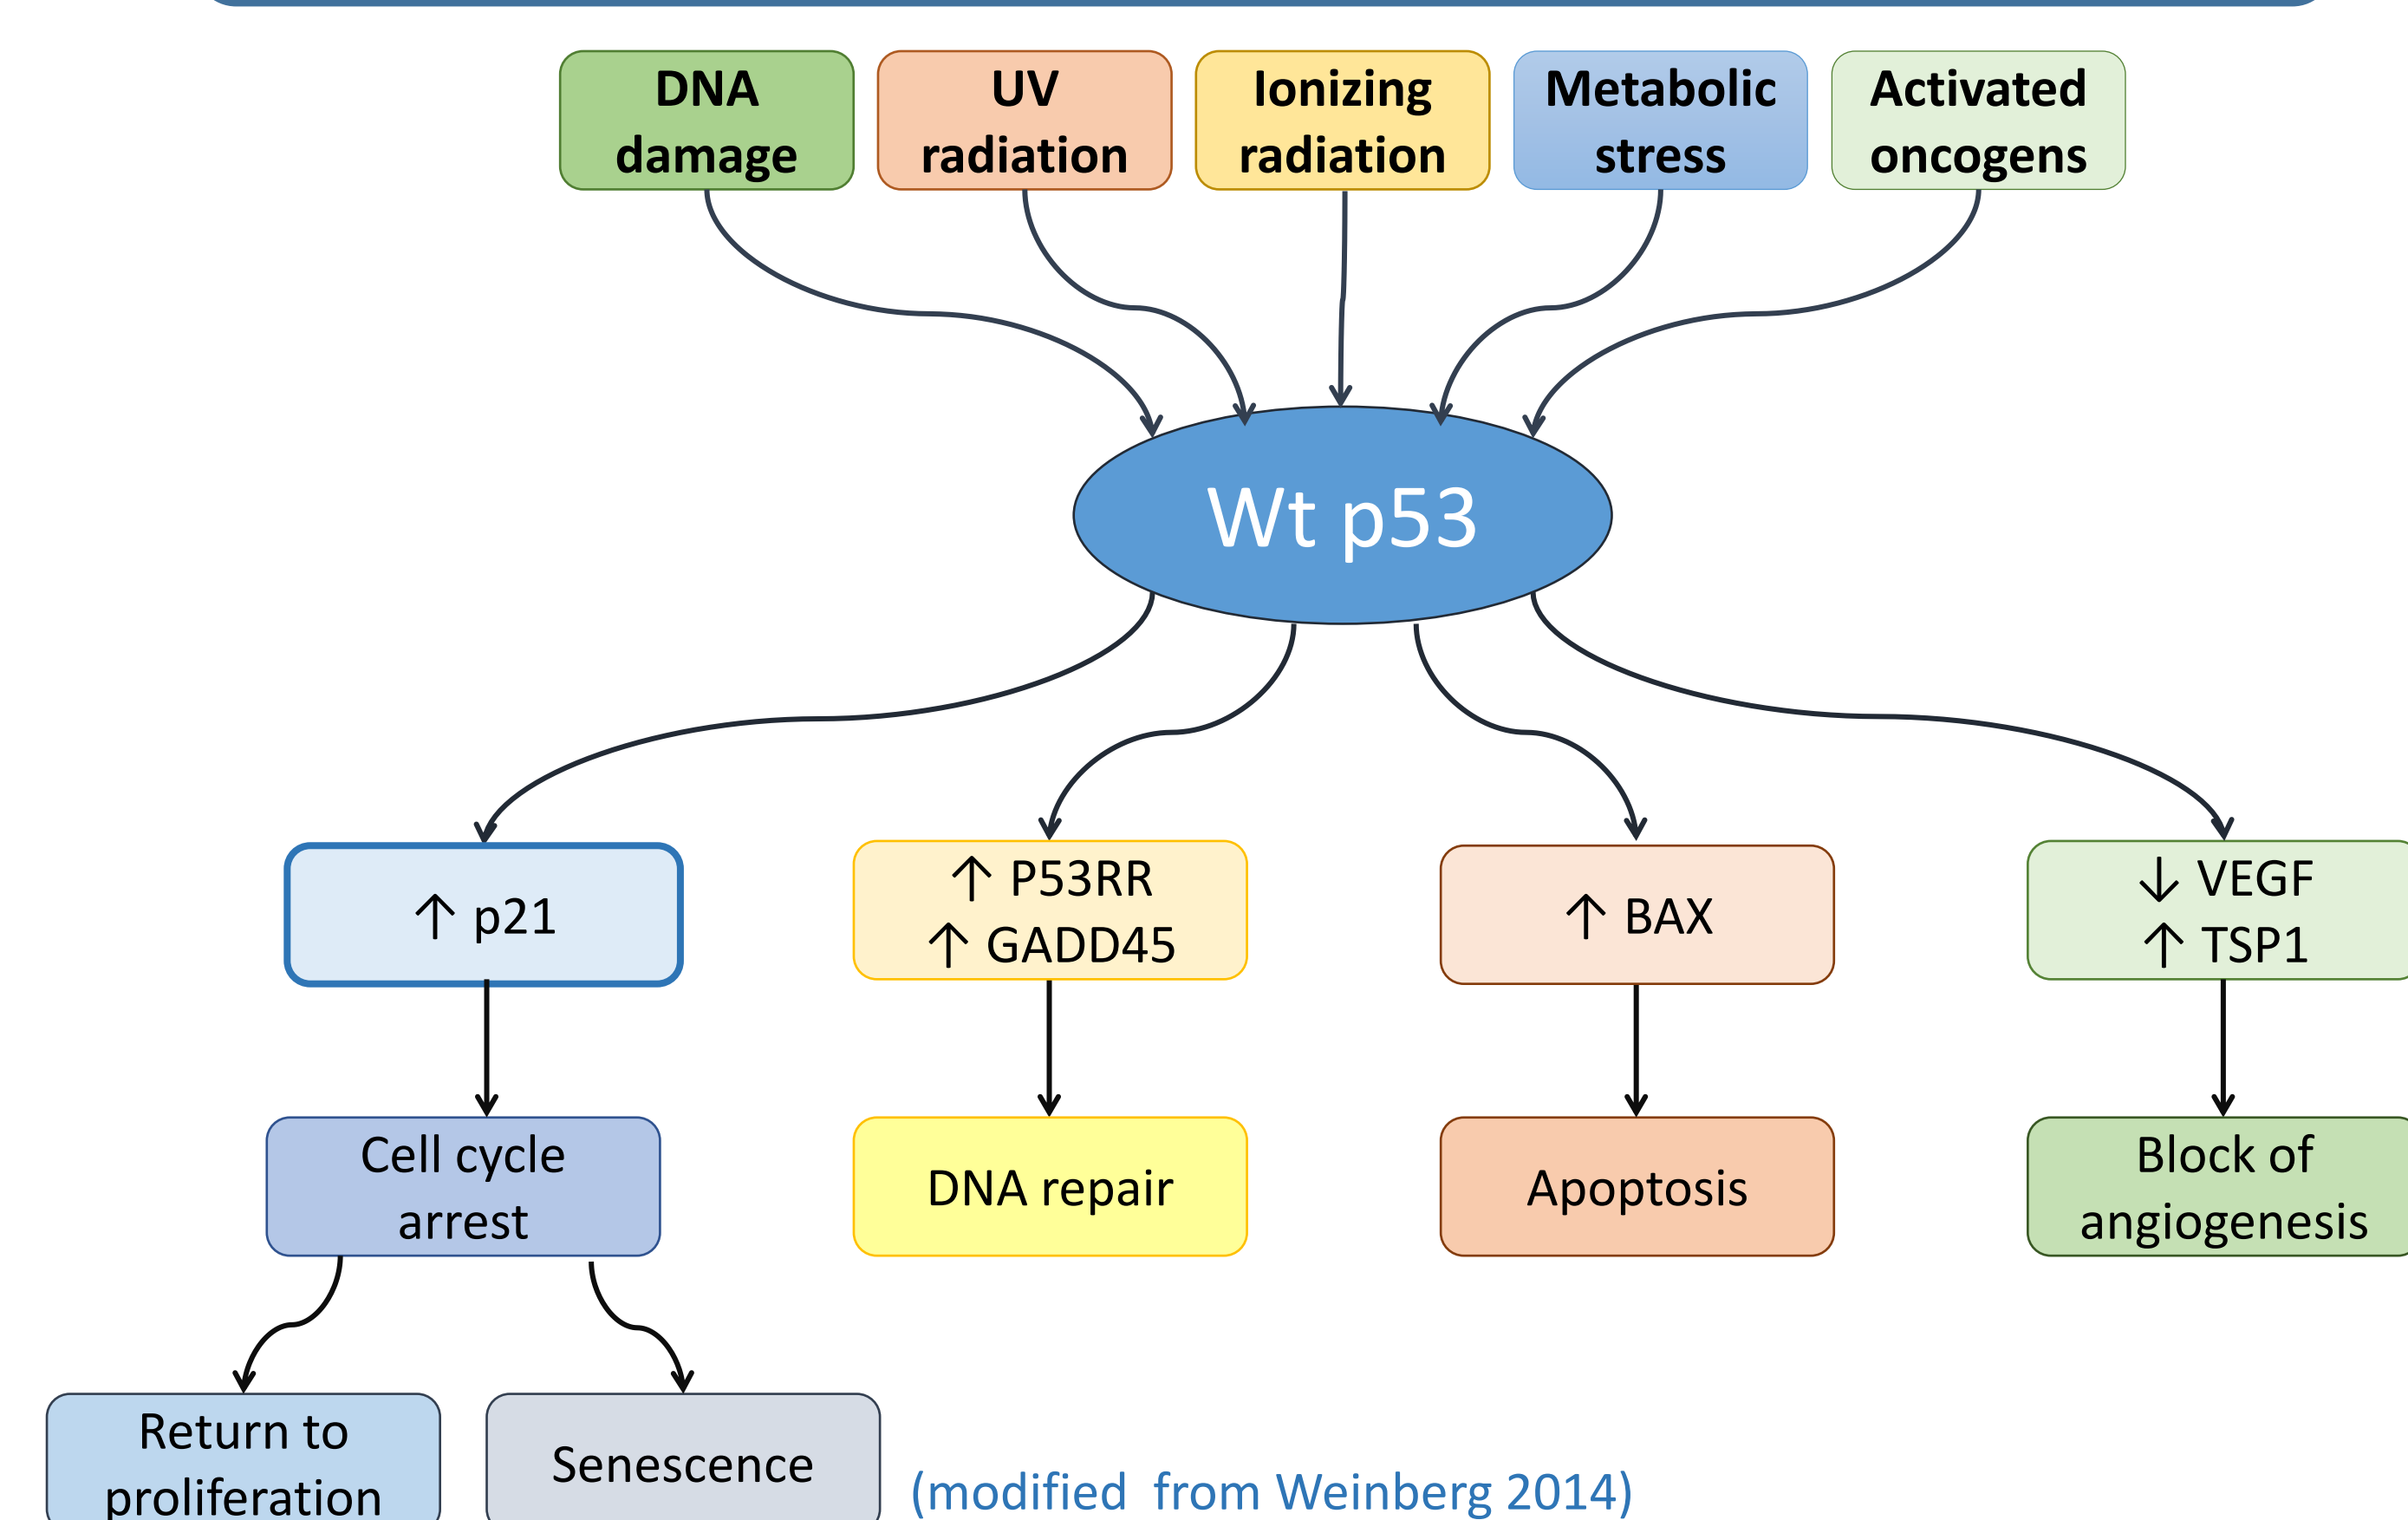 DNA
damage
UV
radiation
Ionizing
radiation
Metabolic
stress
Activated
oncogens
Wt p53
↑ p21
↑ P53RR
↑ GADD45
↑ BAX
↓ VEGF
↑ TSP1
Cell cycle
arrest
DNA repair
Apoptosis
Block of
angiogenesis
Return to
proliferation
Senescence
(modified from Weinberg 2014)